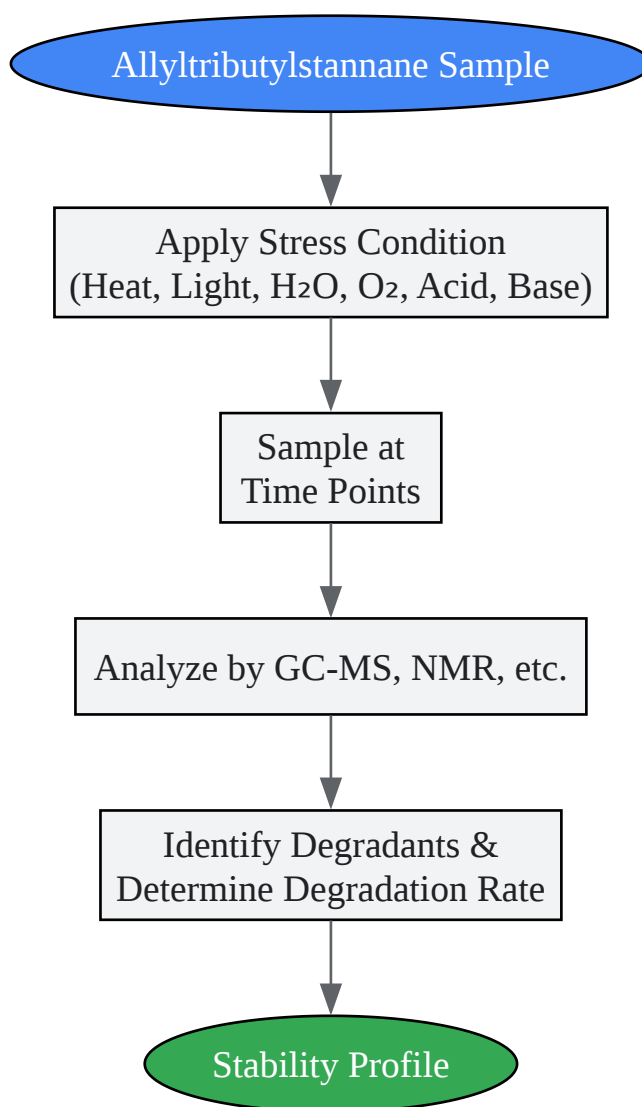 Allyltributylstannane Sample
Apply Stress Condition
(Heat, Light, H₂O, O₂, Acid, Base)
Sample at
Time Points
Analyze by GC-MS, NMR, etc.
Identify Degradants &
Determine Degradation Rate
Stability Profile